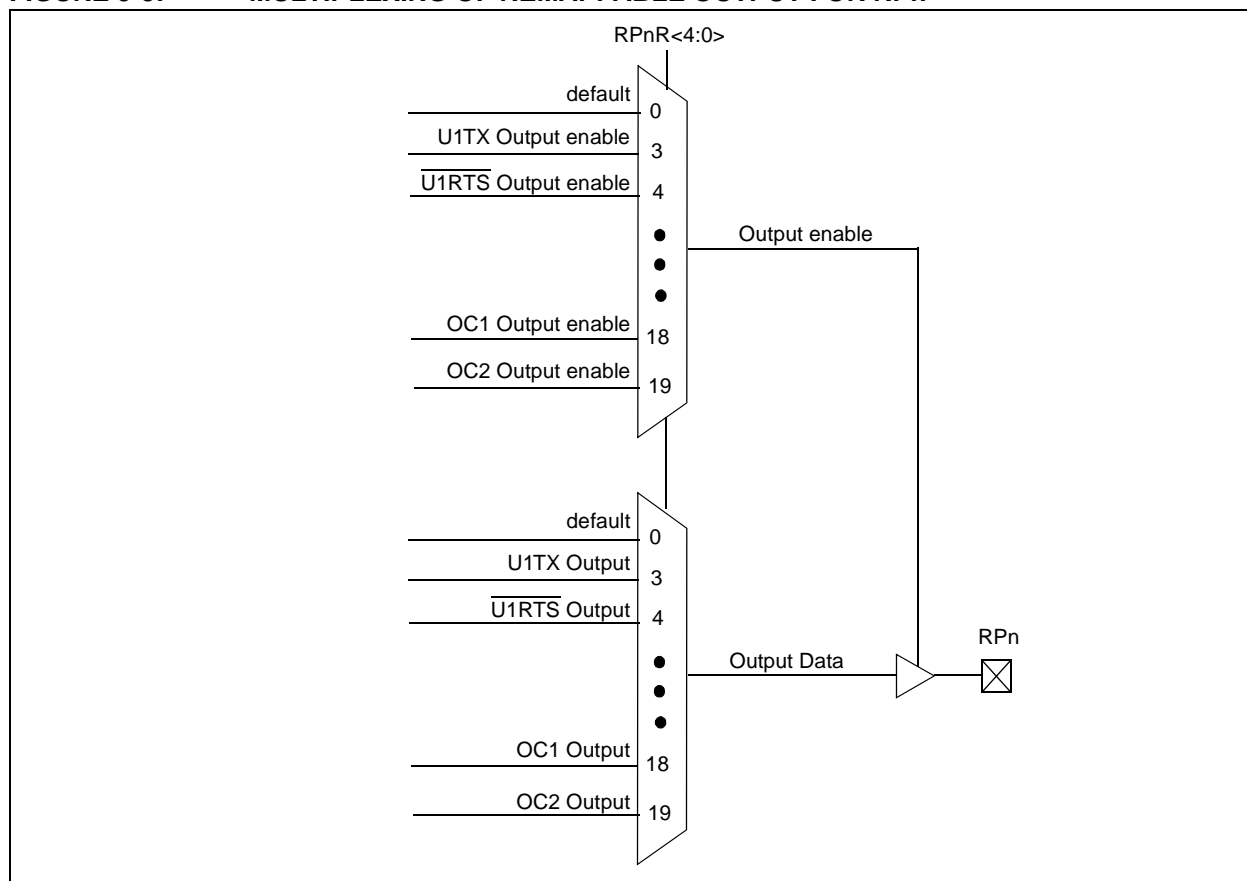 RPnR<4:0>
default
0
U1TX Output enable
3
U1RTS Output enable
4
Output enable
OC1 Output enable
18
OC2 Output enable
19
default
0
U1TX Output
3
U1RTS Output
4
RPn
Output Data
OC1 Output
18
OC2 Output
19